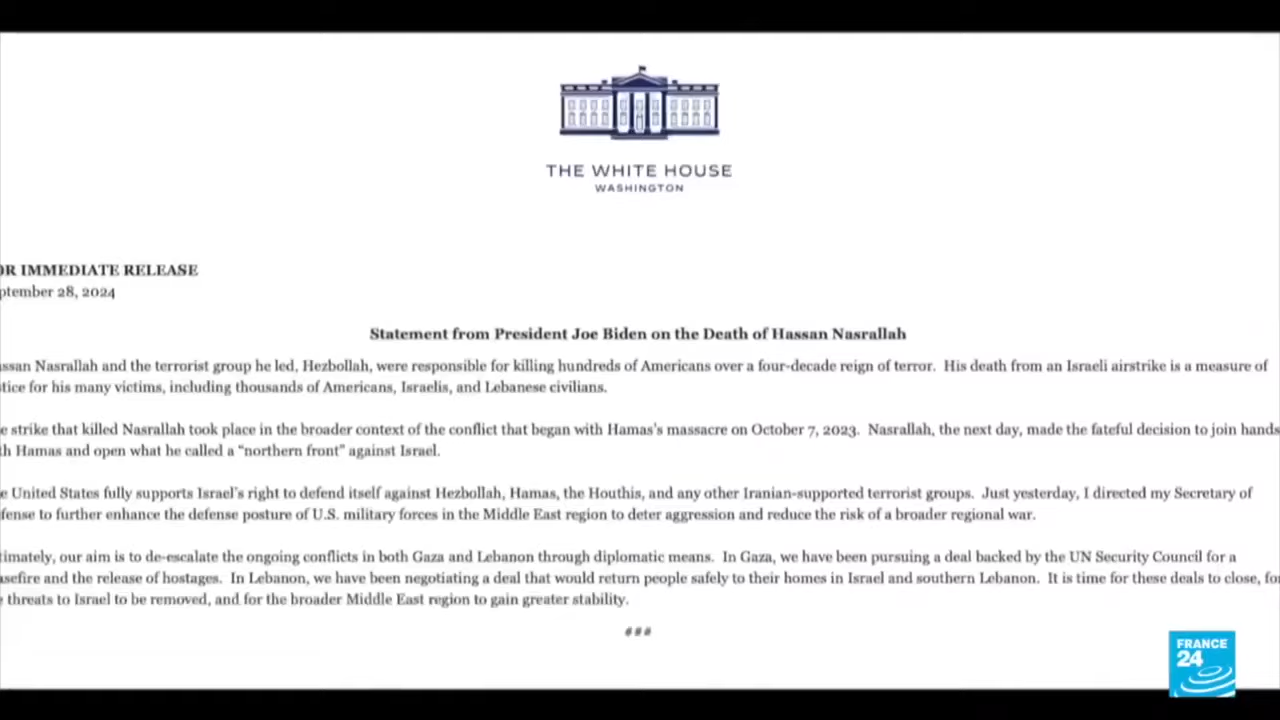 THE WHITE HOUSE
WASHINGTON
OR IMMEDIATE RELEASE
ptember 28, 2024
Statement from President Joe Biden on the Death of Hassan Nasrallah
ssan Nasrallah and the terrorist group he led, Hezbollah, were responsible for killing hundreds of Americans over a four-decade reign of terror. His death from an Israeli airstrike is a measure of
tice for his many victims, including thousands of Americans, Israelis, and Lebanese civilians.
e strike that killed Nasrallah took place in the broader context of the conflict that began with Hamas's massacre on October 7, 2023. Nasrallah, the next day, made the fateful decision to join hands
h Hamas and open what he called a “northern front” against Israel.
e United States fully supports Israel's right to defend itself against Hezbollah, Hamas, the Houthis, and any other Iranian-supported terrorist groups. Just yesterday, I directed my Secretary of
fense to further enhance the defense posture of U.S. military forces in the Middle East region to deter aggression and reduce the risk of a broader regional war.
timately, our aim is to de-escalate the ongoing conflicts in both Gaza and Lebanon through diplomatic means. In Gaza, we have been pursuing a deal backed by the UN Security Council for a
asefire and the release of hostages. In Lebanon, we have been negotiating a deal that would return people safely to their homes in Israel and southern Lebanon. It is time for these deals to close, for
e threats to Israel to be removed, and for the broader Middle East region to gain greater stability.
###
FRANCE
24